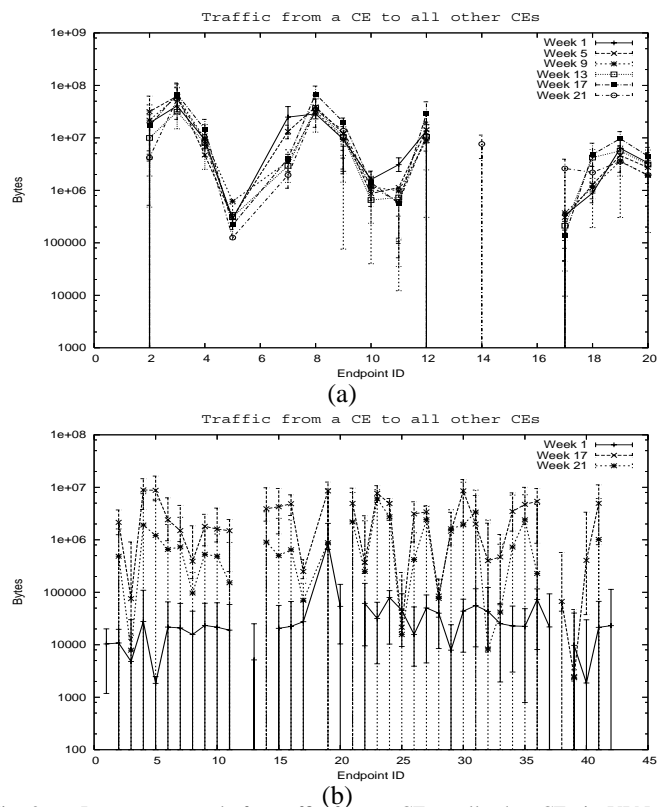 Traffic from a CE to all other CEs
1e+09
1e+08
1e+07
1e+06
100000
10000
1000
Bytes
Week 1
Week 5
Week 9
Week 13
Week 17
Week 21
0 2 4 6 8 10 12 14 16 18 20
Endpoint ID
(a)
Traffic from a CE to all other CEs
1e+08
1e+07
1e+06
100000
10000
1000
100
Bytes
Week 1
Week 17
Week 21
0 5 10 15 20 25 30 35 40 45
Endpoint ID
(b)